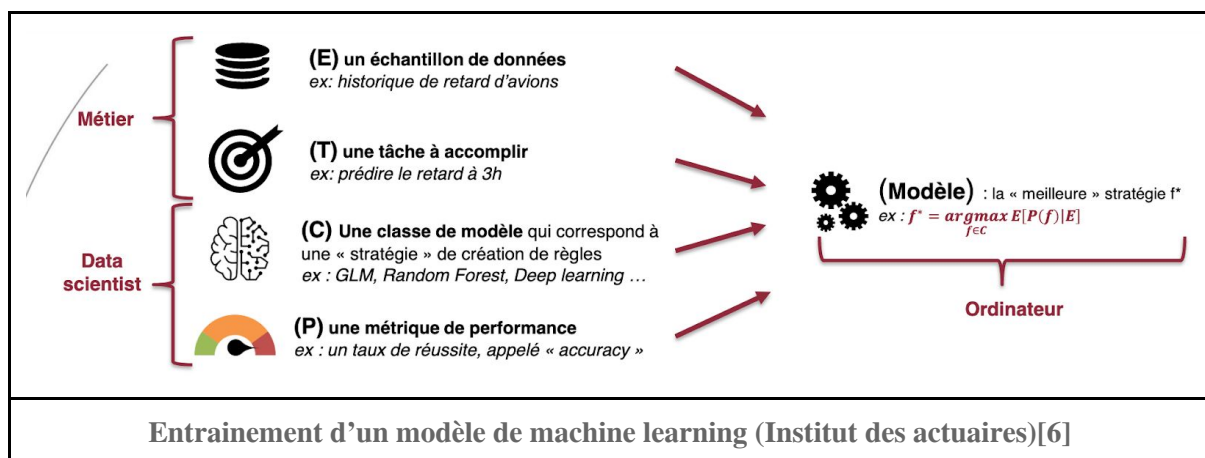 (E) un échantillon de données
ex: historique de retard d'avions
Métier
(T) une tâche à accomplir
ex: prédire le retard à 3h
(C) Une classe de modèle qui correspond à
une « stratégie » de création de règles
ex : GLM, Random Forest, Deep learning ...
Data
scientist
(P) une métrique de performance
ex : un taux de réussite, appelé « accuracy »
(Modèle) : la « meilleure » stratégie f*
ex : f* = argmax E[P(f)|E]
f∈C
Ordinateur
Entrainement d'un modèle de machine learning (Institut des actuaires)[6]